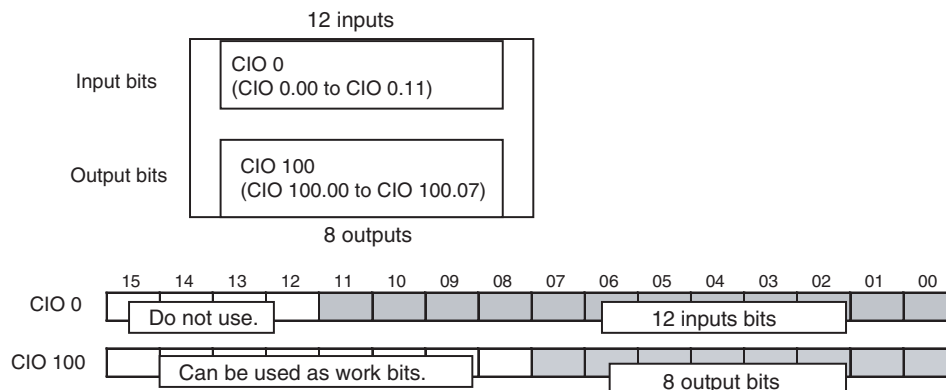 12 inputs
Input bits
CIO 0
(CIO 0.00 to CIO 0.11)
Output bits
CIO 100
(CIO 100.00 to CIO 100.07)
8 outputs
15 14 13 12 11 10 09 08 07 06 05 04 03 02 01 00
CIO 0
Do not use.
12 inputs bits
CIO 100
Can be used as work bits.
8 output bits